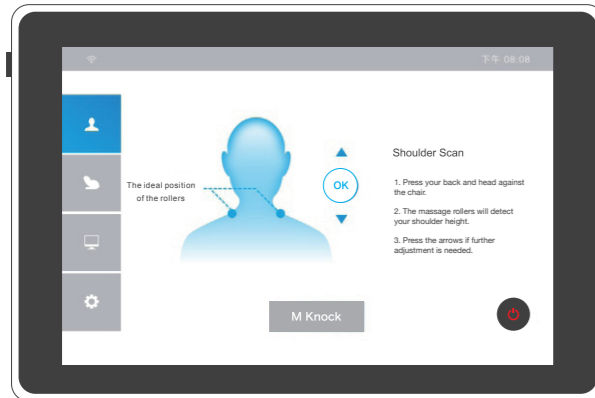 下午 08:08
Shoulder Scan
The ideal position
of the rollers
OK
1. Press your back and head against
the chair.
2. The massage rollers will detect
your shoulder height.
3. Press the arrows if further
adjustment is needed.
M Knock